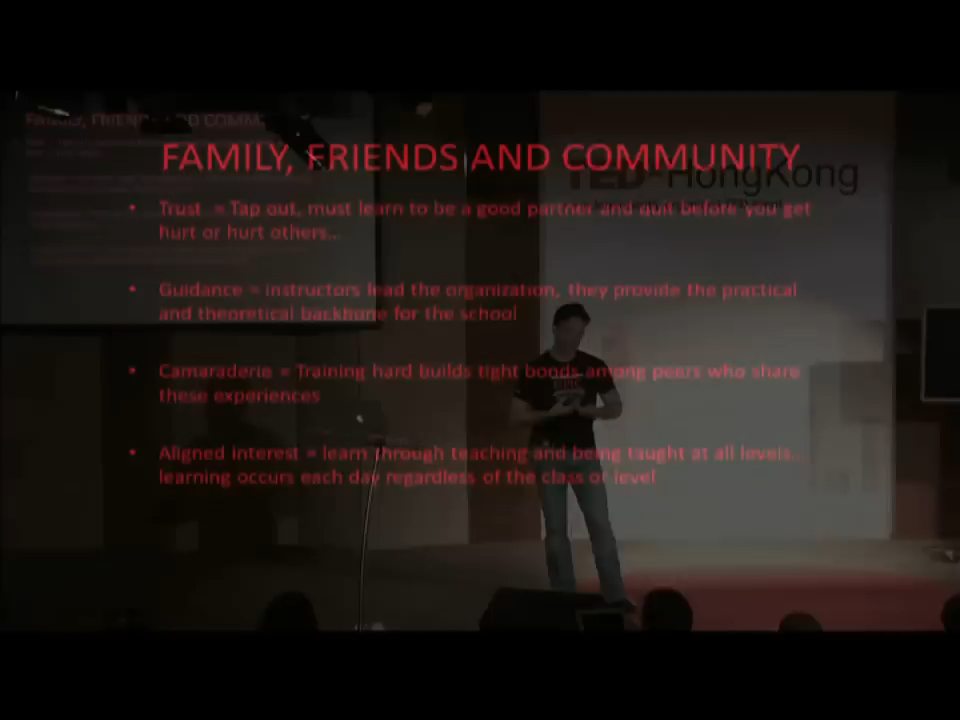 FAMILY, FRIENDS AND COMMUNITY
TEDxHongKong
• Trust = Tap out, must learn to be a good partner and quit before you get
hurt or hurt others...
• Guidance = instructors lead the organization, they provide the practical
and theoretical backbone for the school
• Camaraderie = Training hard builds tight bonds among peers who share
these experiences
• Aligned interest = learn through teaching and being taught at all levels...
learning occurs each day regardless of the class or level